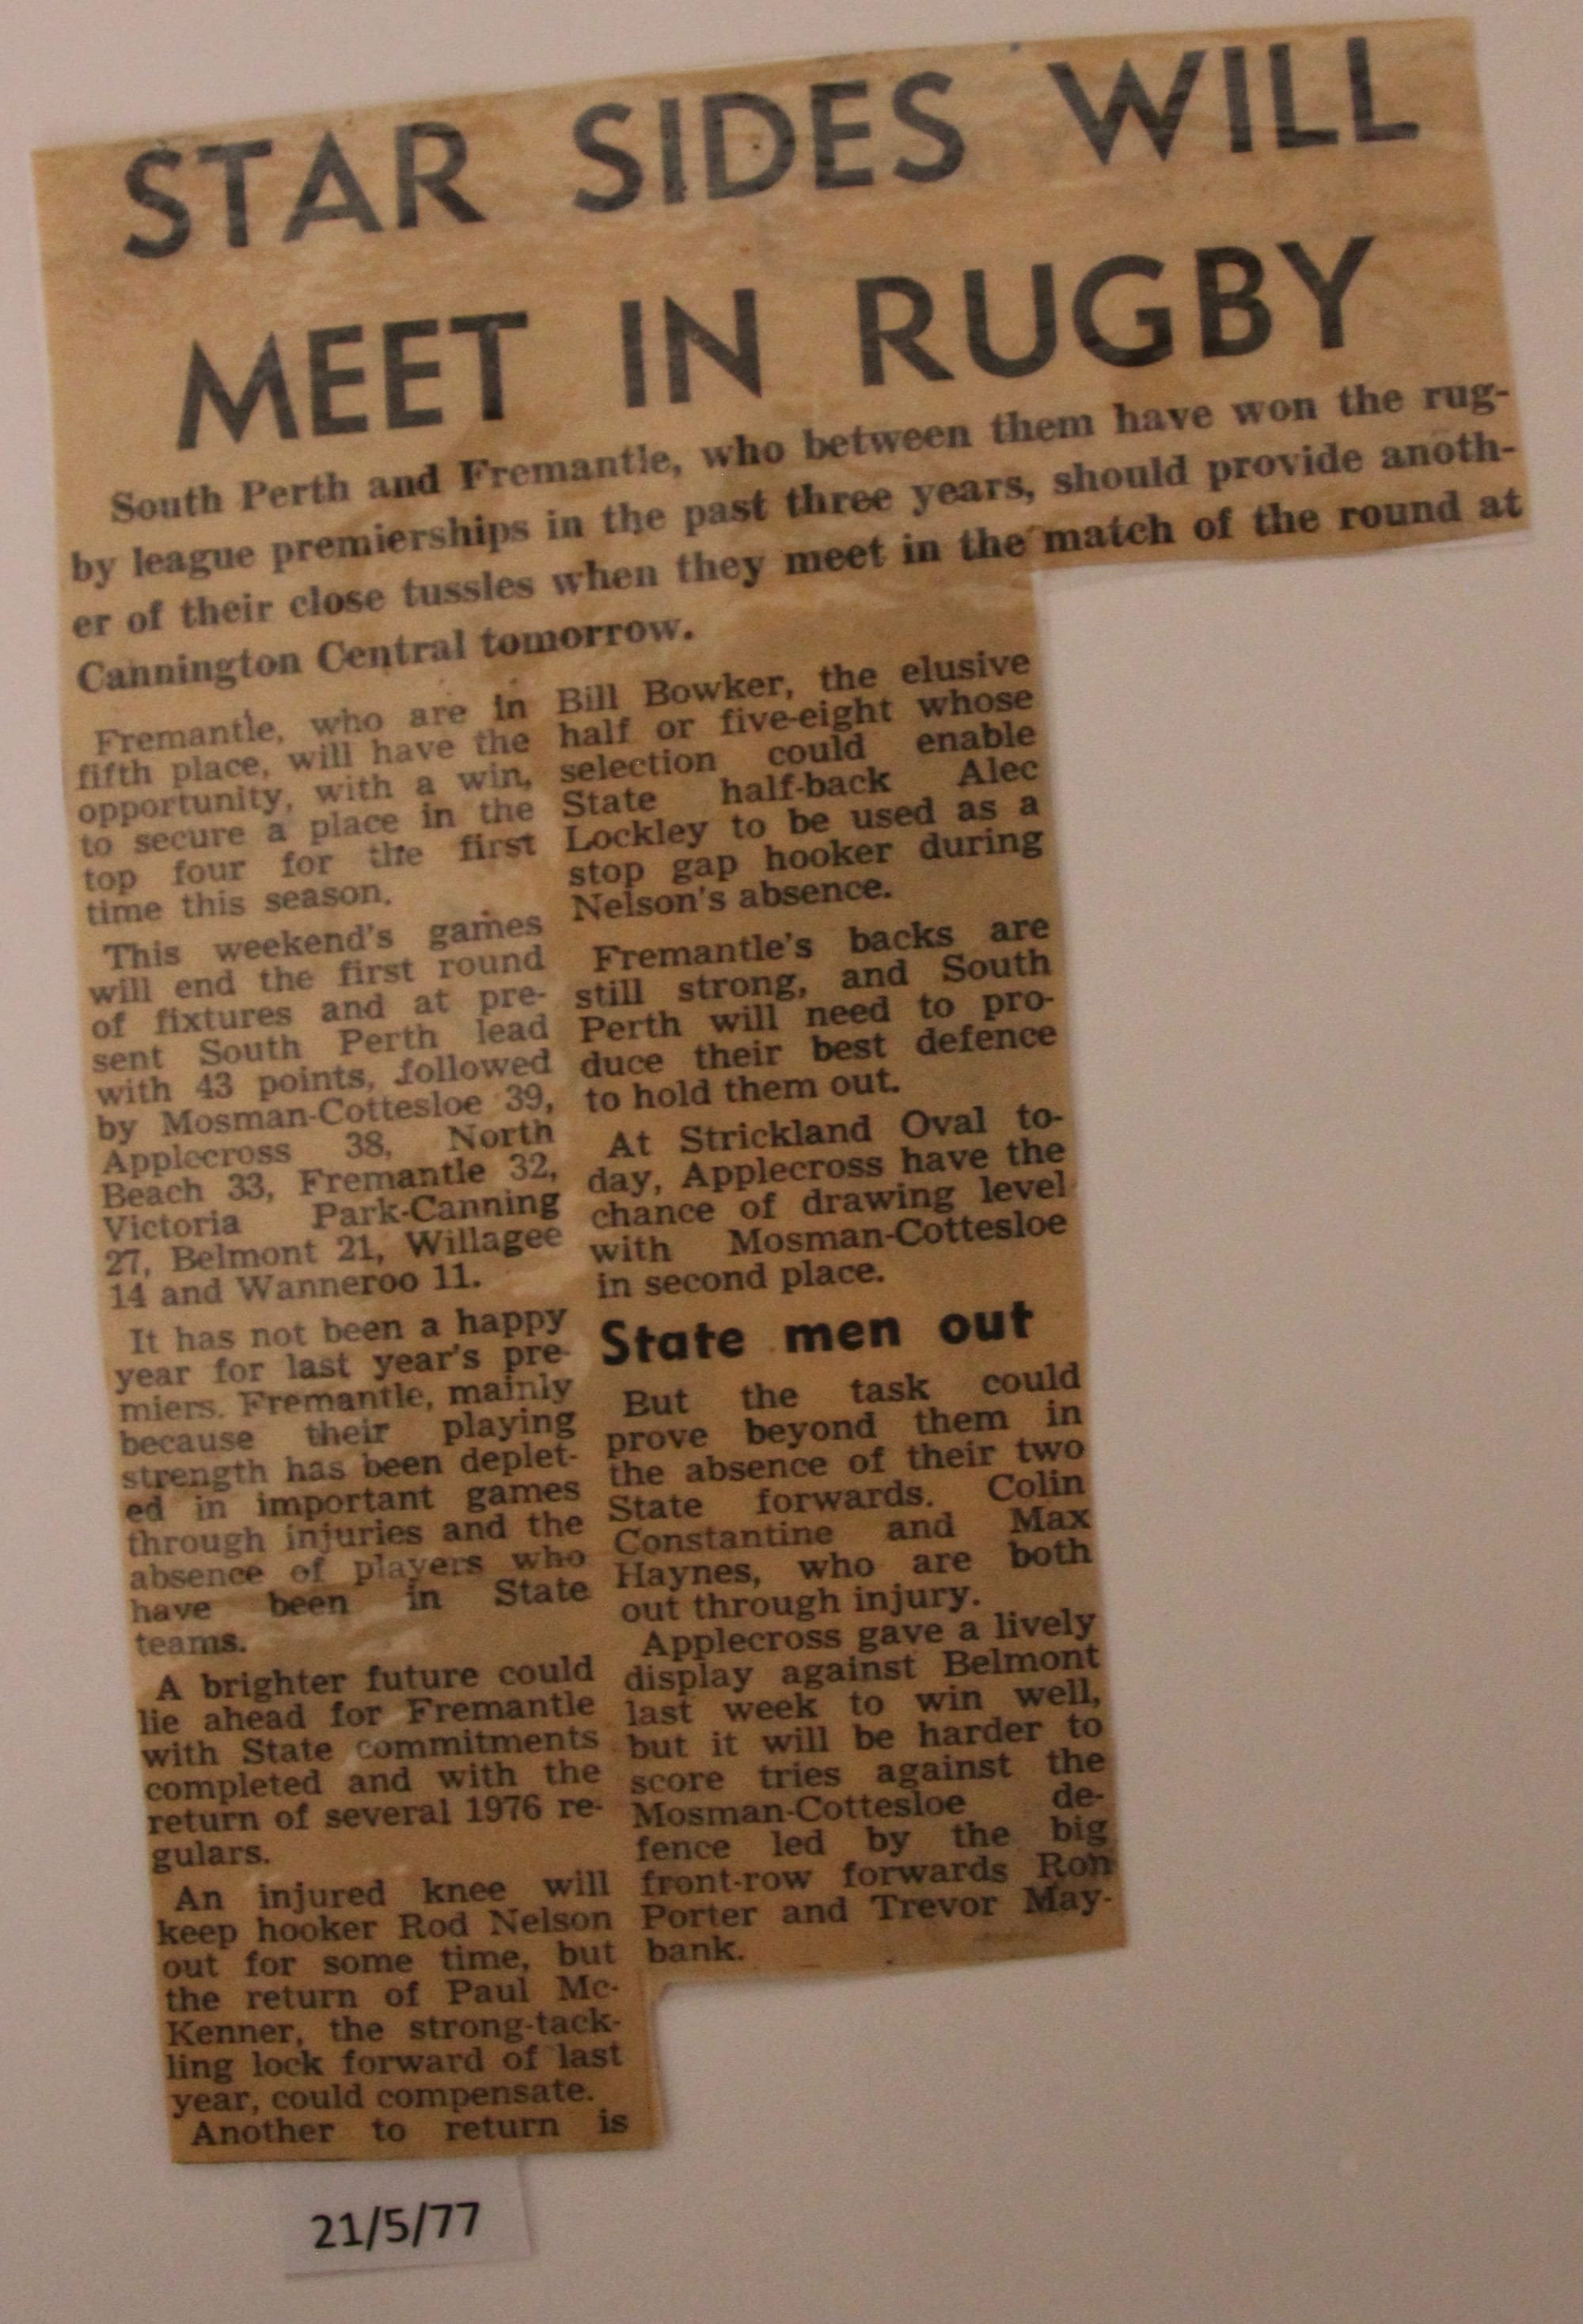 STAR SIDES WILL
MEET IN RUGBY
South Perth and Fremantle, who between them have won the rug-
by league premierships in the past three years, should provide anoth-
er of their close tussles when they meet in the match of the round at
Cannington Central tomorrow.
Fremantle, who are in
fifth place, will have the
opportunity, with a win,
to secure a place in the
top four for the first
time this season.
This weekend's games
will end the first round
of fixtures and at pre-
sent South Perth lead
with 43 points, followed
by Mosman-Cottesloe 39,
Applecross 38, North
Beach 33, Fremantle 32,
Victoria Park-Canning
27, Belmont 21, Willagee
14 and Wanneroo 11.
It has not been a happy
year for last year's pre-
miers. Fremantle, mainly
because their playing
strength has been deplet-
ed in important games
through injuries and the
absence of players who
have been in State
teams.
A brighter future could
lie ahead for Fremantle
with State commitments
completed and with the
return of several 1976 re-
gulars.
An injured knee will
keep hooker Rod Nelson
out for some time, but
the return of Paul Mc-
Kenner, the strong-tack-
ling lock forward of last
year, could compensate.
Another to return is
Bill Bowker, the elusive
half or five-eight whose
selection could enable
State half-back Alec
Lockley to be used as a
stop gap hooker during
Nelson's absence.
Fremantle's backs are
still strong, and South
Perth will need to pro-
duce their best defence
to hold them out.
At Strickland Oval to-
day, Applecross have the
chance of drawing level
with Mosman-Cottesloe
in second place.
State men out
But the task could
prove beyond them in
the absence of their two
State forwards. Colin
Constantine and Max
Haynes, who are both
out through injury.
Applecross gave a lively
display against Belmont
last week to win well,
but it will be harder to
score tries against the
Mosman-Cottesloe de-
fence led by the big
front-row forwards Ron
Porter and Trevor May-
bank.
21/5/77